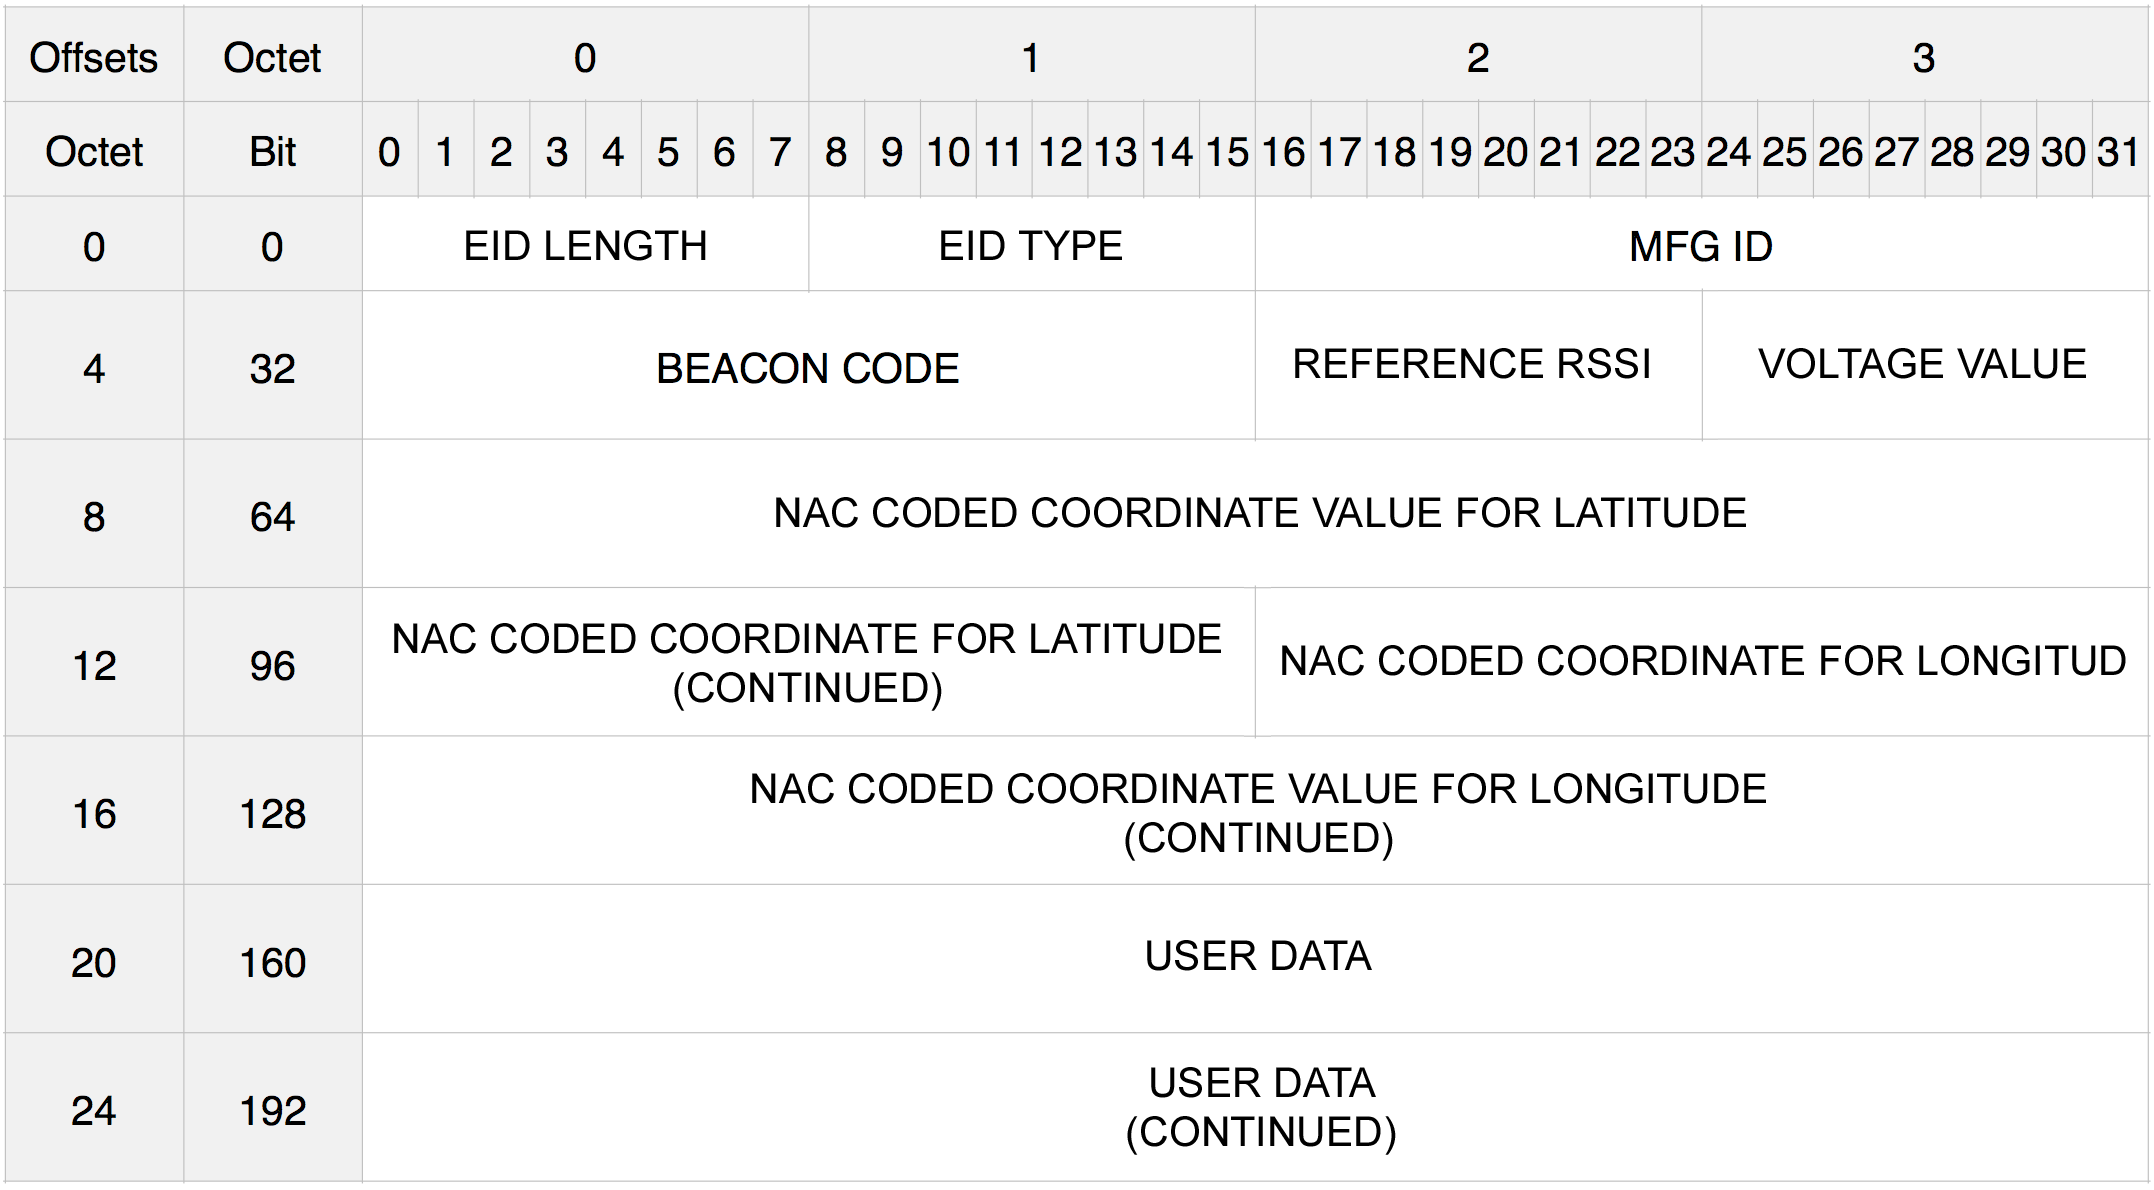 Offsets Octet 0 1 2 3
Octet Bit 0 1 2 3 4 5 6 7 8 9 10 11 12 13 14 15 16 17 18 19 20 21 22 23 24 25 26 27 28 29 30 31
0 0 EID LENGTH EID TYPE MFG ID
4 32 BEACON CODE REFERENCE RSSI VOLTAGE VALUE
8 64 NAC CODED COORDINATE VALUE FOR LATITUDE
12 96 NAC CODED COORDINATE FOR LATITUDE
(CONTINUED)
NAC CODED COORDINATE FOR LONGITUD
16 128 NAC CODED COORDINATE VALUE FOR LONGITUDE
(CONTINUED)
20 160 USER DATA
24 192 USER DATA
(CONTINUED)